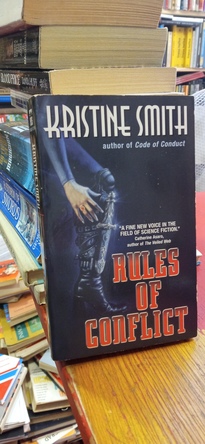 KRISTINE SMITH
author of Code of Conduct
"A FINE NEW VOICE IN THE
FIELD OF SCIENCE FICTION."
Catherine Asaro,
author of The Veiled Web
RULES
OF
CONFLICT